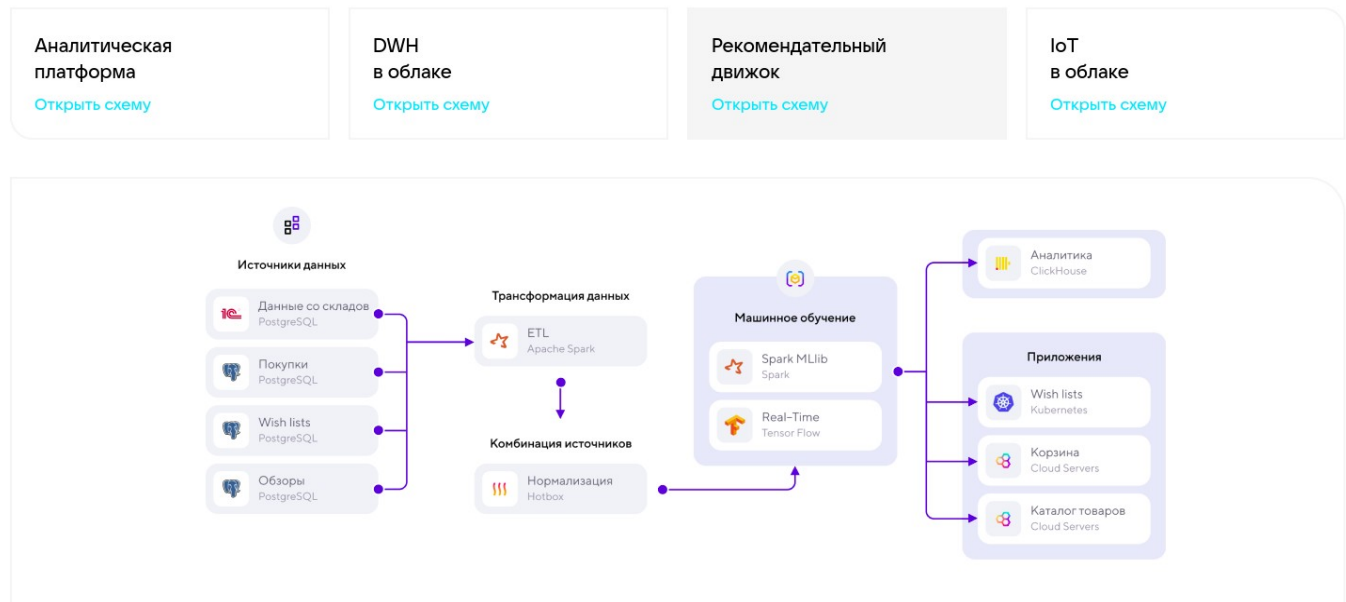 Аналитическая
платформа
Открыть схему
DWH
в облаке
Открыть схему
Рекомендательный
движок
Открыть схему
IoT
в облаке
Открыть схему
Источники данных
1С
Данные со складов
PostgreSQL
Покупки
PostgreSQL
Wish lists
PostgreSQL
Обзоры
PostgreSQL
Трансформация данных
ETL
Apache Spark
Комбинация источников
Нормализация
Hotbox
Машинное обучение
Spark MLlib
Spark
Real-Time
Tensor Flow
Аналитика
ClickHouse
Приложения
Wish lists
Kubernetes
Корзина
Cloud Servers
Каталог товаров
Cloud Servers